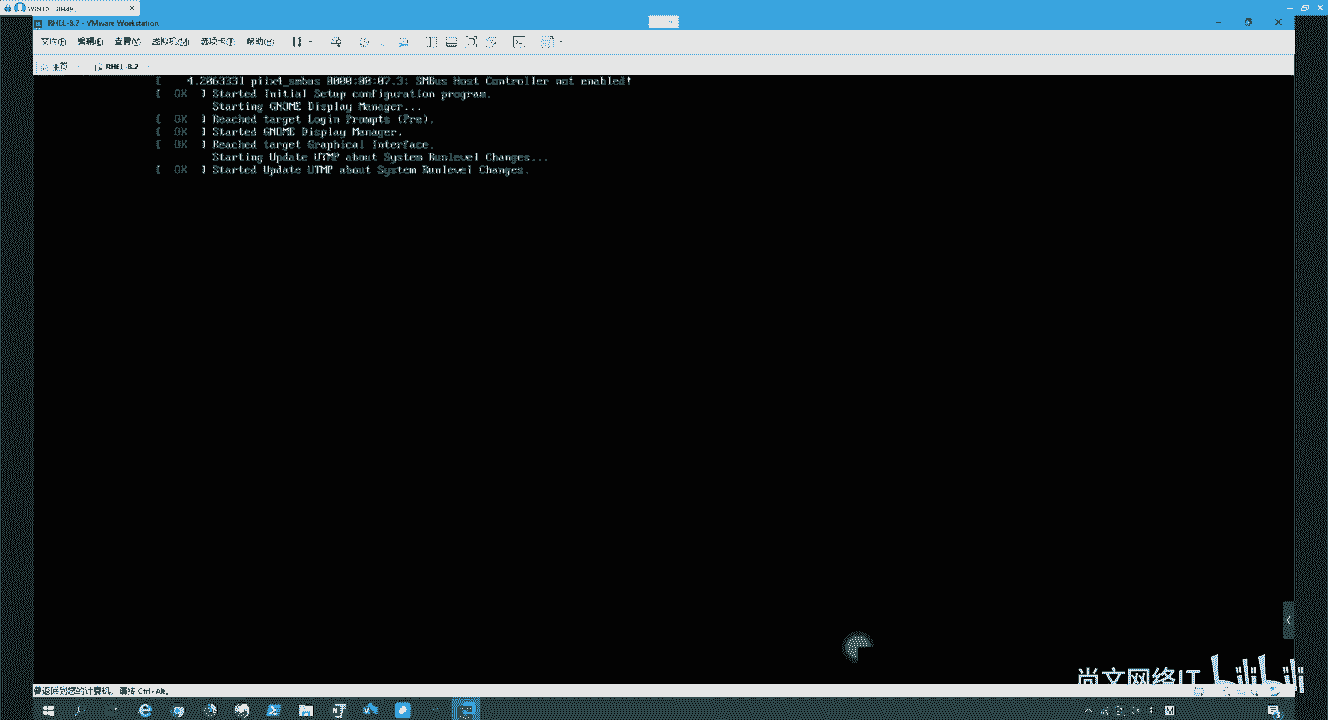 RHEL-8.2 - VMware Workstation
文件(F) 编辑(E) 查看(V) 虚拟机(M) 选项卡(T) 帮助(H)
主页 RHEL-8.2
[ 4.206333] piix4_smbus 0000:00:07.3: SMBus Host Controller not enabled!
[ OK ] Started Initial Setup configuration program.
Starting GNOME Display Manager...
[ OK ] Reached target Login Prompts (Pre).
[ OK ] Started GNOME Display Manager.
[ OK ] Reached target Graphical Interface.
Starting Update UTMP about System Runlevel Changes...
[ OK ] Started Update UTMP about System Runlevel Changes.
尚文网络IT bilibili
要返回到您的计算机，请按 Ctrl+Alt。